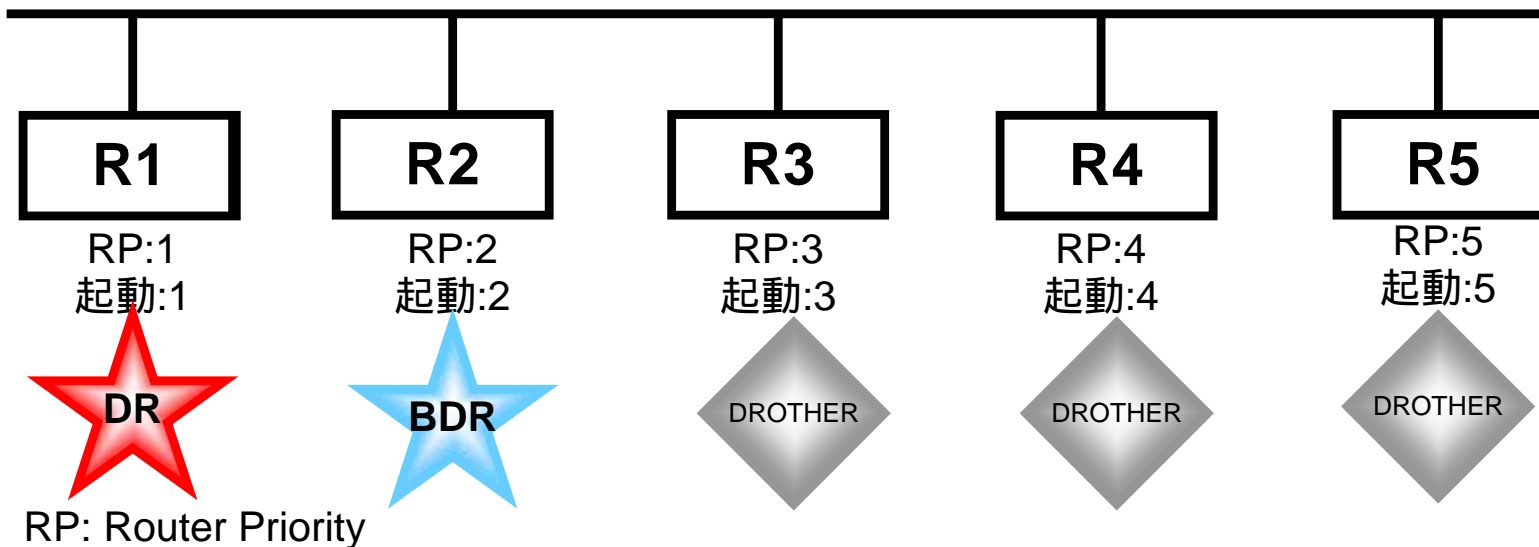 R1 R2 R3 R4 R5
RP:1 RP:2 RP:3 RP:4 RP:5
起動:1 起動:2 起動:3 起動:4 起動:5
DR BDR DROTHER DROTHER DROTHER
RP: Router Priority